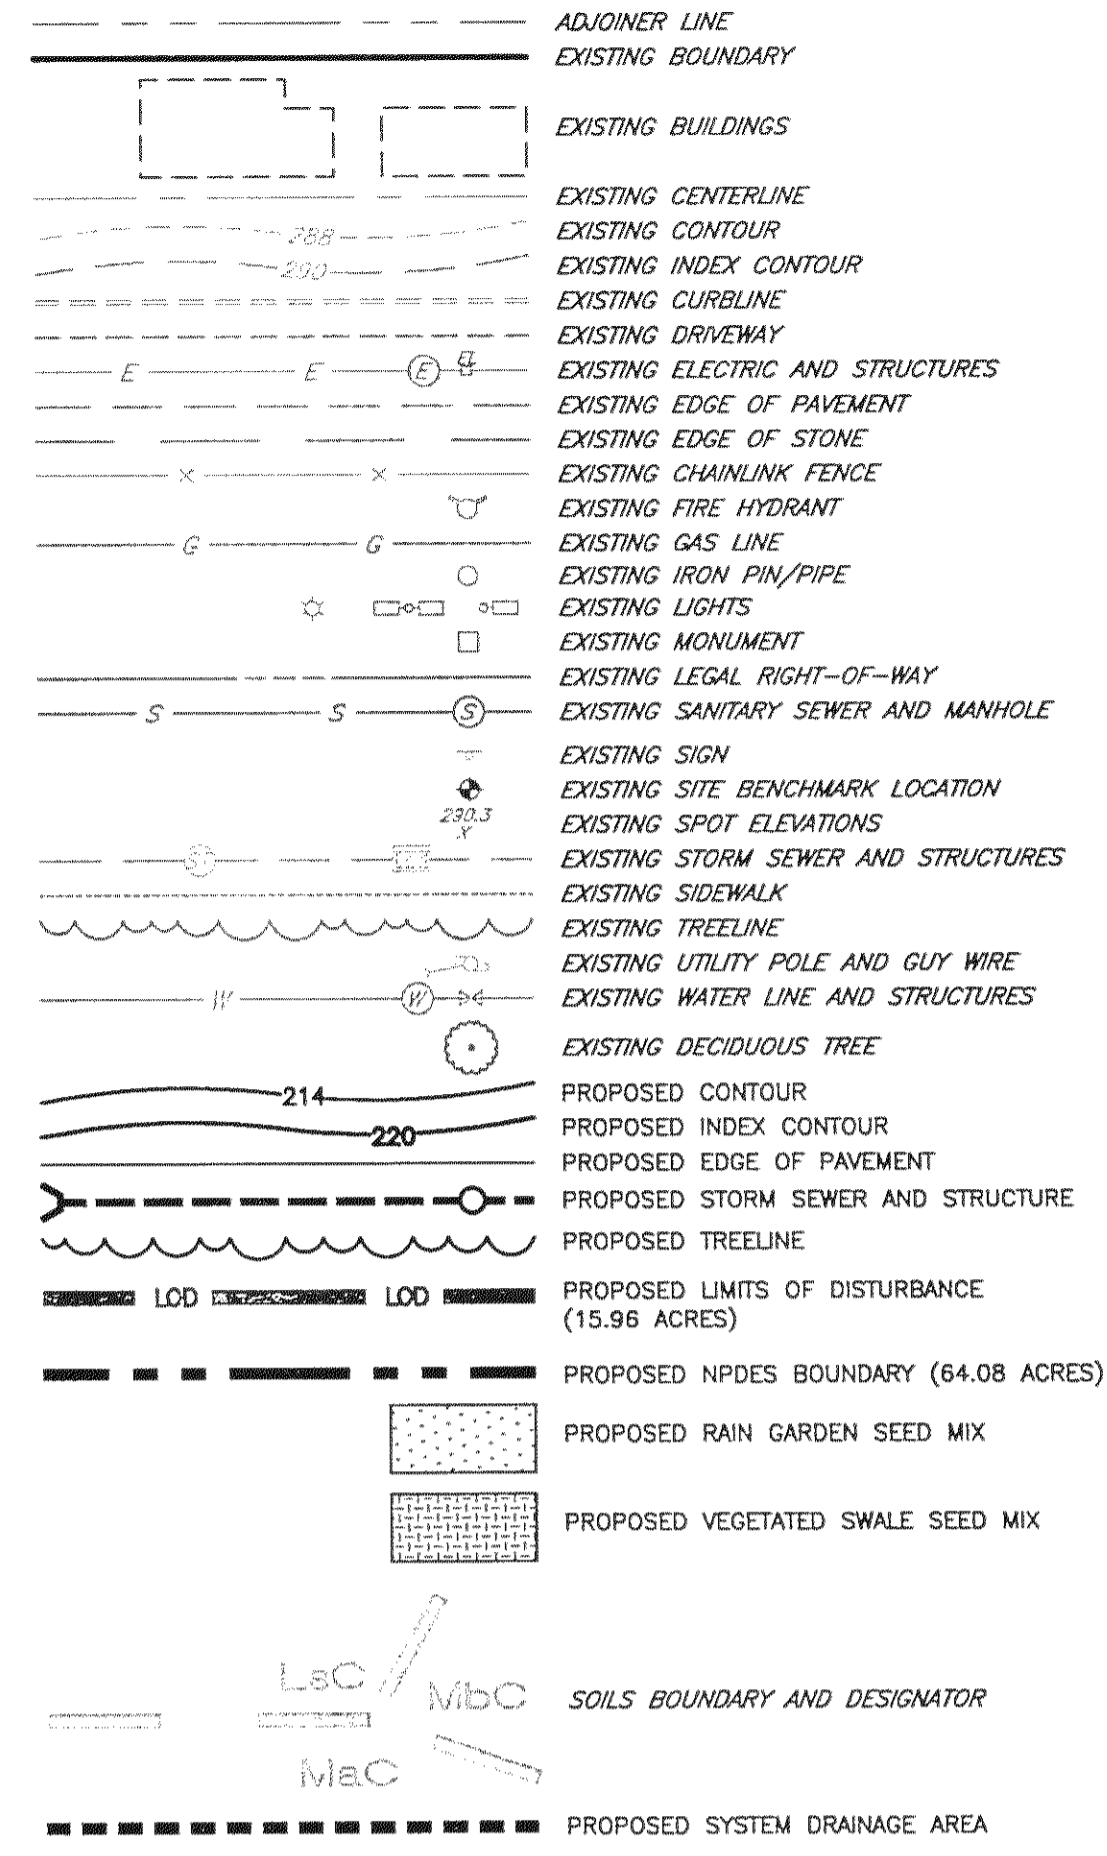 ADJOINER LINE
EXISTING BOUNDARY
EXISTING BUILDINGS
EXISTING CENTERLINE
288 EXISTING CONTOUR
290 EXISTING INDEX CONTOUR
EXISTING CURBLINE
EXISTING DRIVEWAY
E E E EL EXISTING ELECTRIC AND STRUCTURES
EXISTING EDGE OF PAVEMENT
EXISTING EDGE OF STONE
EXISTING CHAINLINK FENCE
EXISTING FIRE HYDRANT
G G EXISTING GAS LINE
EXISTING IRON PIN/PIPE
EXISTING LIGHTS
EXISTING MONUMENT
EXISTING LEGAL RIGHT-OF-WAY
S S S EXISTING SANITARY SEWER AND MANHOLE
EXISTING SIGN
EXISTING SITE BENCHMARK LOCATION
290.3 EXISTING SPOT ELEVATIONS
X
EXISTING STORM SEWER AND STRUCTURES
EXISTING SIDEWALK
EXISTING TREELINE
EXISTING UTILITY POLE AND GUY WIRE
W W EXISTING WATER LINE AND STRUCTURES
EXISTING DECIDUOUS TREE
214 PROPOSED CONTOUR
220 PROPOSED INDEX CONTOUR
PROPOSED EDGE OF PAVEMENT
PROPOSED STORM SEWER AND STRUCTURE
PROPOSED TREELINE
LOD LOD PROPOSED LIMITS OF DISTURBANCE
(15.96 ACRES)
PROPOSED NPDES BOUNDARY (64.08 ACRES)
PROPOSED RAIN GARDEN SEED MIX
PROPOSED VEGETATED SWALE SEED MIX
LsC MbC SOILS BOUNDARY AND DESIGNATOR
MaC
PROPOSED SYSTEM DRAINAGE AREA